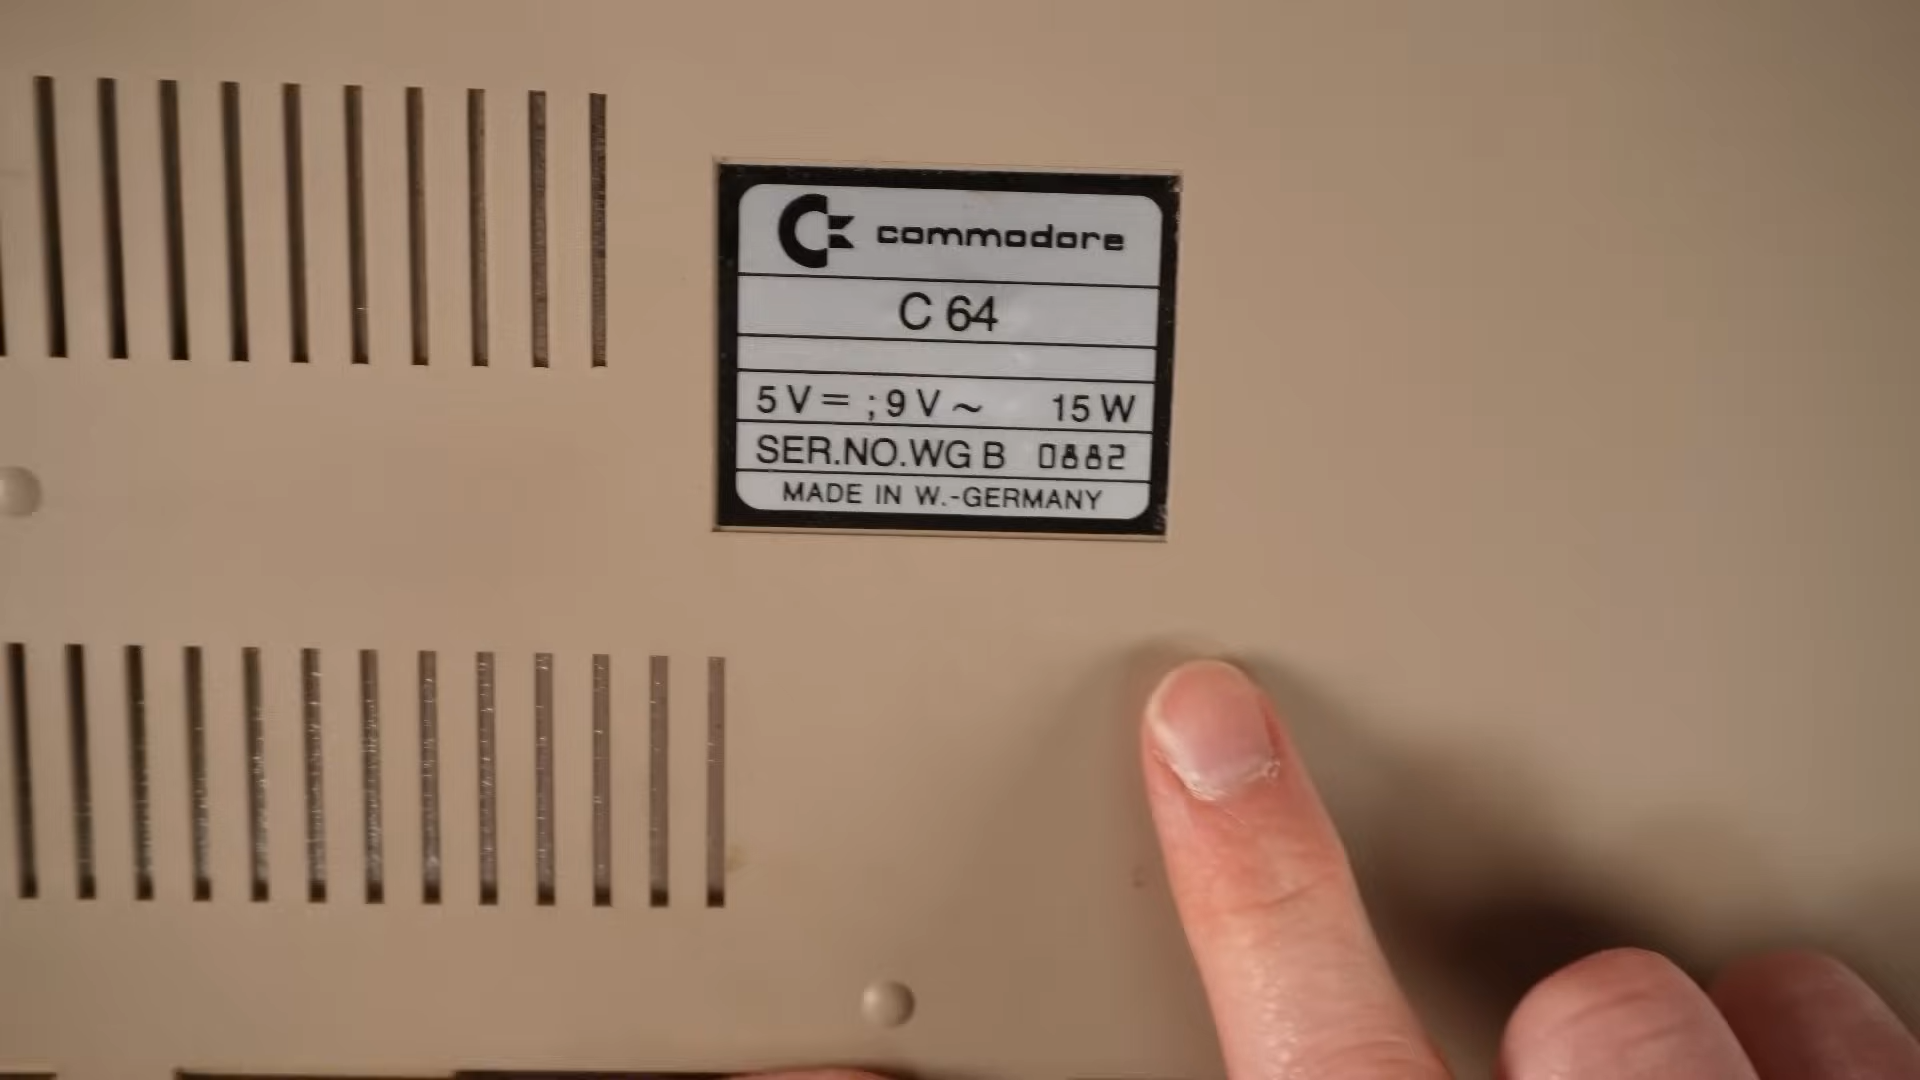 commodore
C 64
5 V = ; 9 V ~ 15 W
SER.NO.WG B 0882
MADE IN W.-GERMANY